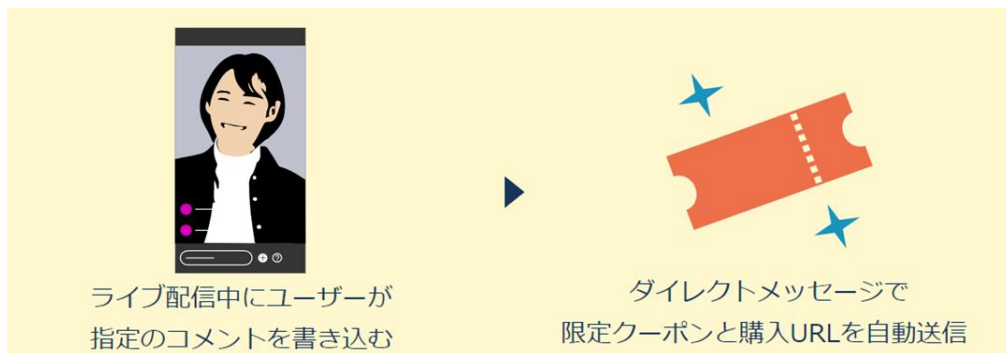 ライブ配信中にユーザーが
指定のコメントを書き込む
ダイレクトメッセージで
限定クーポンと購入URLを自動送信